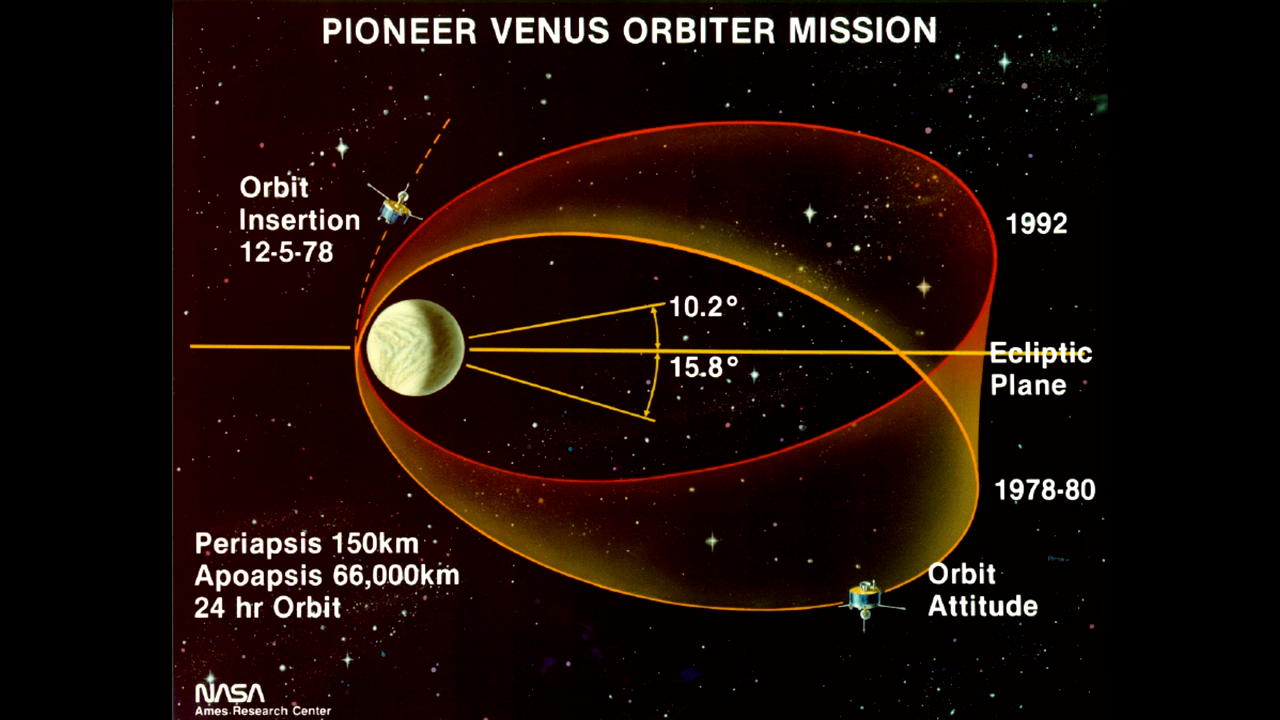 PIONEER VENUS ORBITER MISSION
Orbit
Insertion
12-5-78
1992
10.2°
15.8°
Ecliptic
Plane
1978-80
Periapsis 150km
Apoapsis 66,000km
24 hr Orbit
Orbit
Attitude
NASA
Ames Research Center